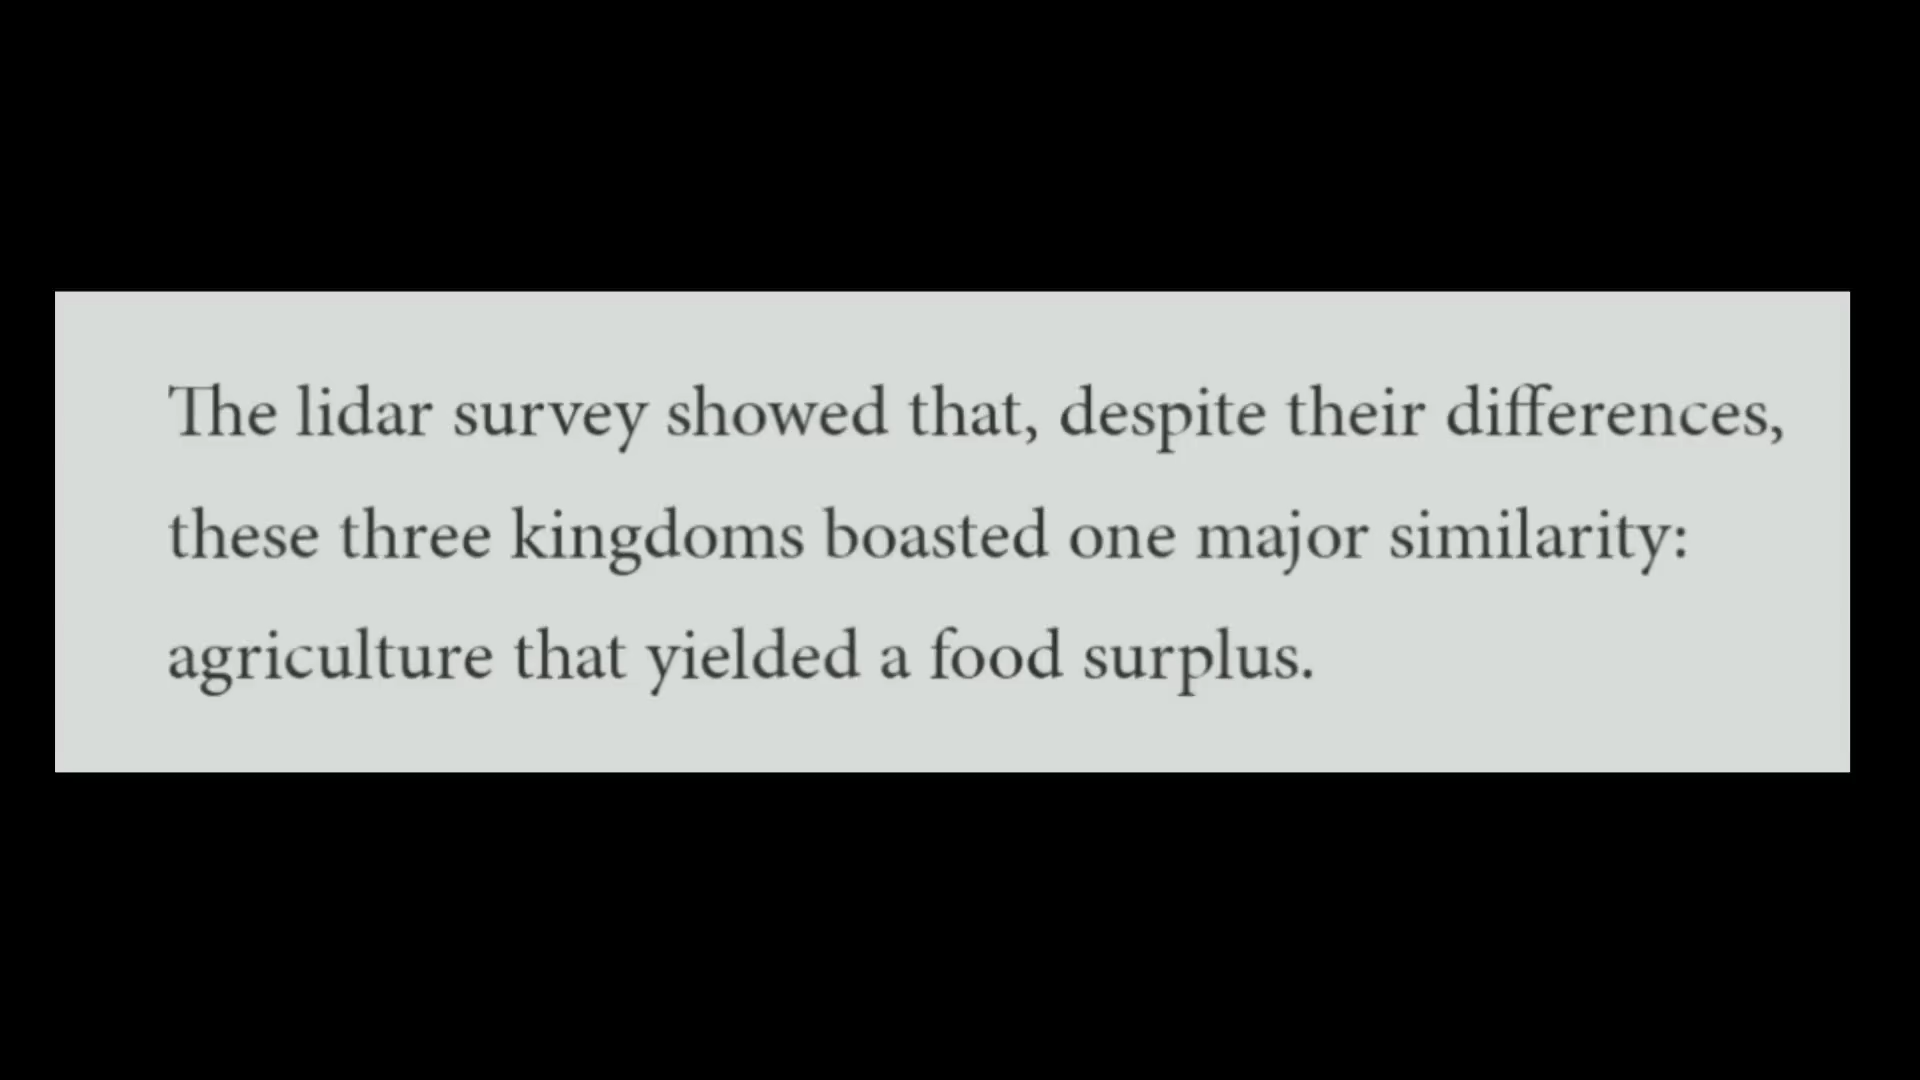 The lidar survey showed that, despite their differences,
these three kingdoms boasted one major similarity:
agriculture that yielded a food surplus.